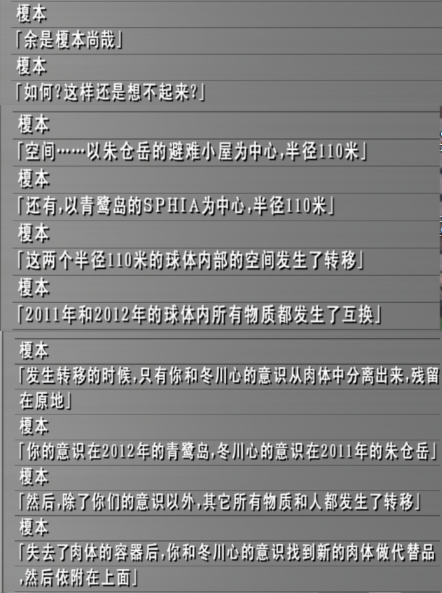 榎本
「余是榎本尚哉」
榎本
「如何?这样还是想不起来?」
榎本
「空间……以朱仓岳的避难小屋为中心,半径110米」
榎本
「还有,以青鹭岛的SPHIA为中心,半径110米」
榎本
「这两个半径110米的球体内部的空间发生了转移」
榎本
「2011年和2012年的球体内所有物质都发生了互换」
榎本
「发生转移的时候,只有你和冬川心的意识从肉体中分离出来,残留
在原地」
榎本
「你的意识在2012年的青鹭岛,冬川心的意识在2011年的朱仓岳」
榎本
「然后,除了你们的意识以外,其它所有物质和人都发生了转移」
榎本
「失去了肉体的容器后,你和冬川心的意识找到新的肉体做代替品
,然后依附在上面」